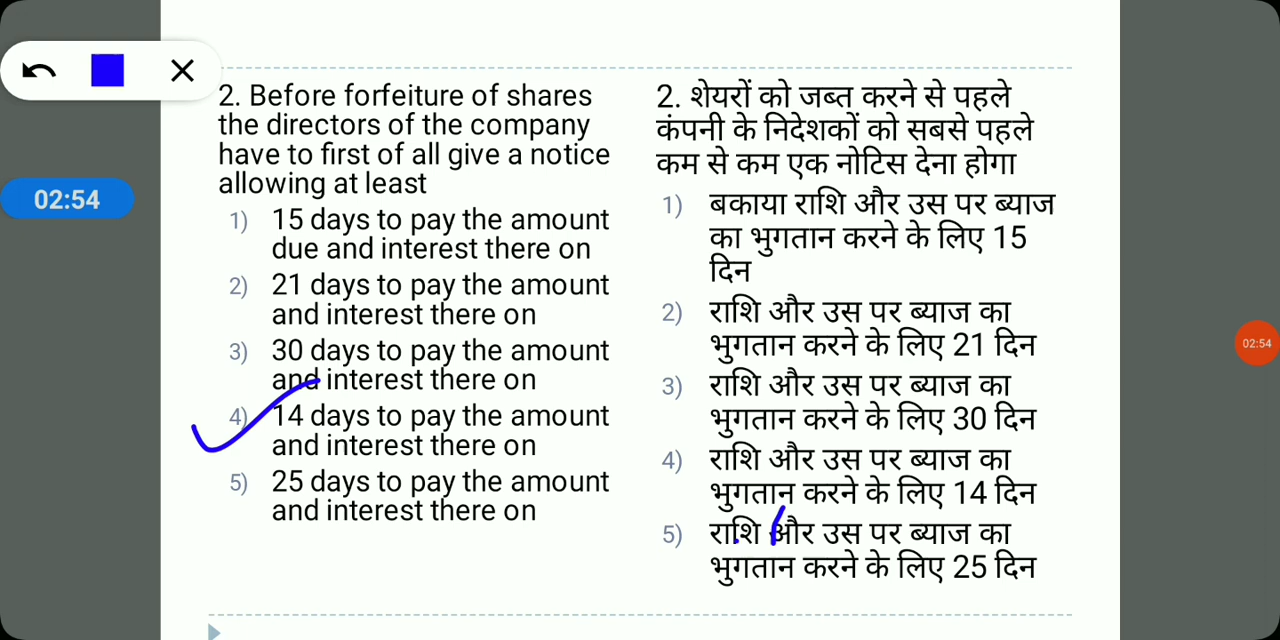 2. Before forfeiture of shares
the directors of the company
have to first of all give a notice
allowing at least
1) 15 days to pay the amount
due and interest there on
2) 21 days to pay the amount
and interest there on
3) 30 days to pay the amount
and interest there on
4) 14 days to pay the amount
and interest there on
5) 25 days to pay the amount
and interest there on
2. शेयरों को जब्त करने से पहले
कंपनी के निदेशकों को सबसे पहले
कम से कम एक नोटिस देना होगा
1) बकाया राशि और उस पर ब्याज
का भुगतान करने के लिए 15
दिन
2) राशि और उस पर ब्याज का
भुगतान करने के लिए 21 दिन
3) राशि और उस पर ब्याज का
भुगतान करने के लिए 30 दिन
4) राशि और उस पर ब्याज का
भुगतान करने के लिए 14 दिन
5) राशि और उस पर ब्याज का
भुगतान करने के लिए 25 दिन
02:54
02:54